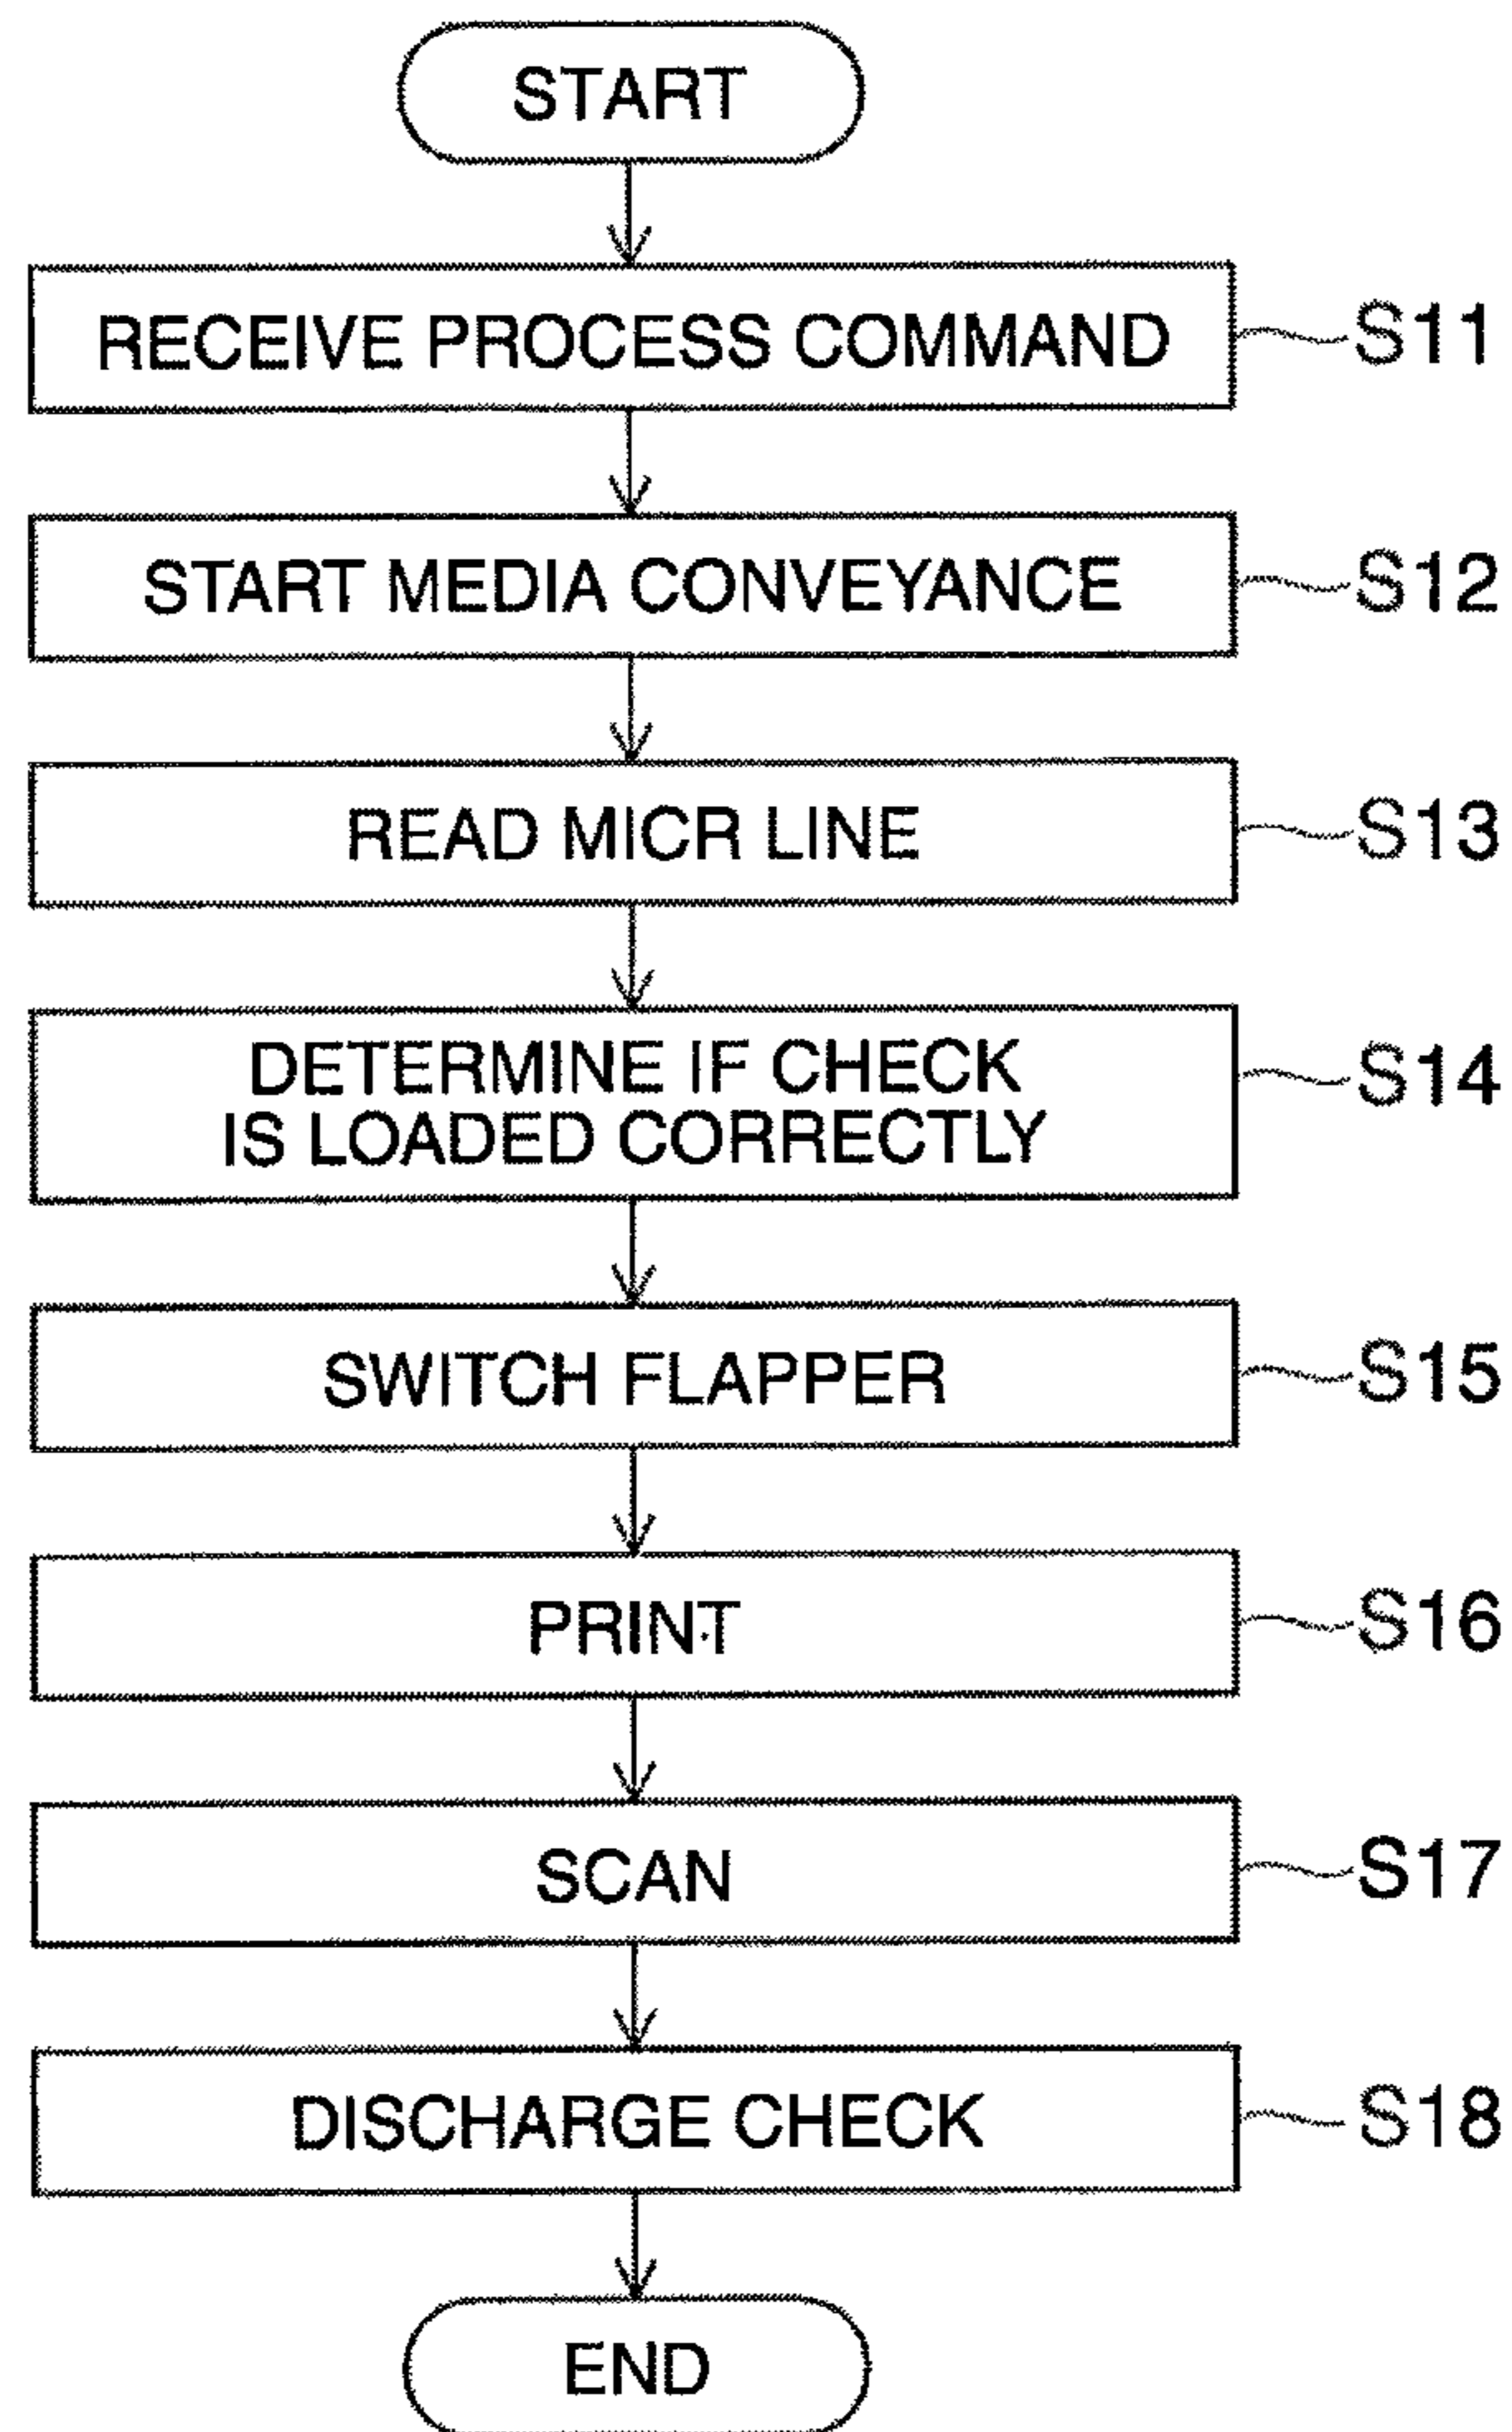 START
RECEIVE PROCESS COMMAND S11
START MEDIA CONVEYANCE S12
READ MICR LINE S13
DETERMINE IF CHECK
IS LOADED CORRECTLY S14
SWITCH FLAPPER S15
PRINT S16
SCAN S17
DISCHARGE CHECK S18
END